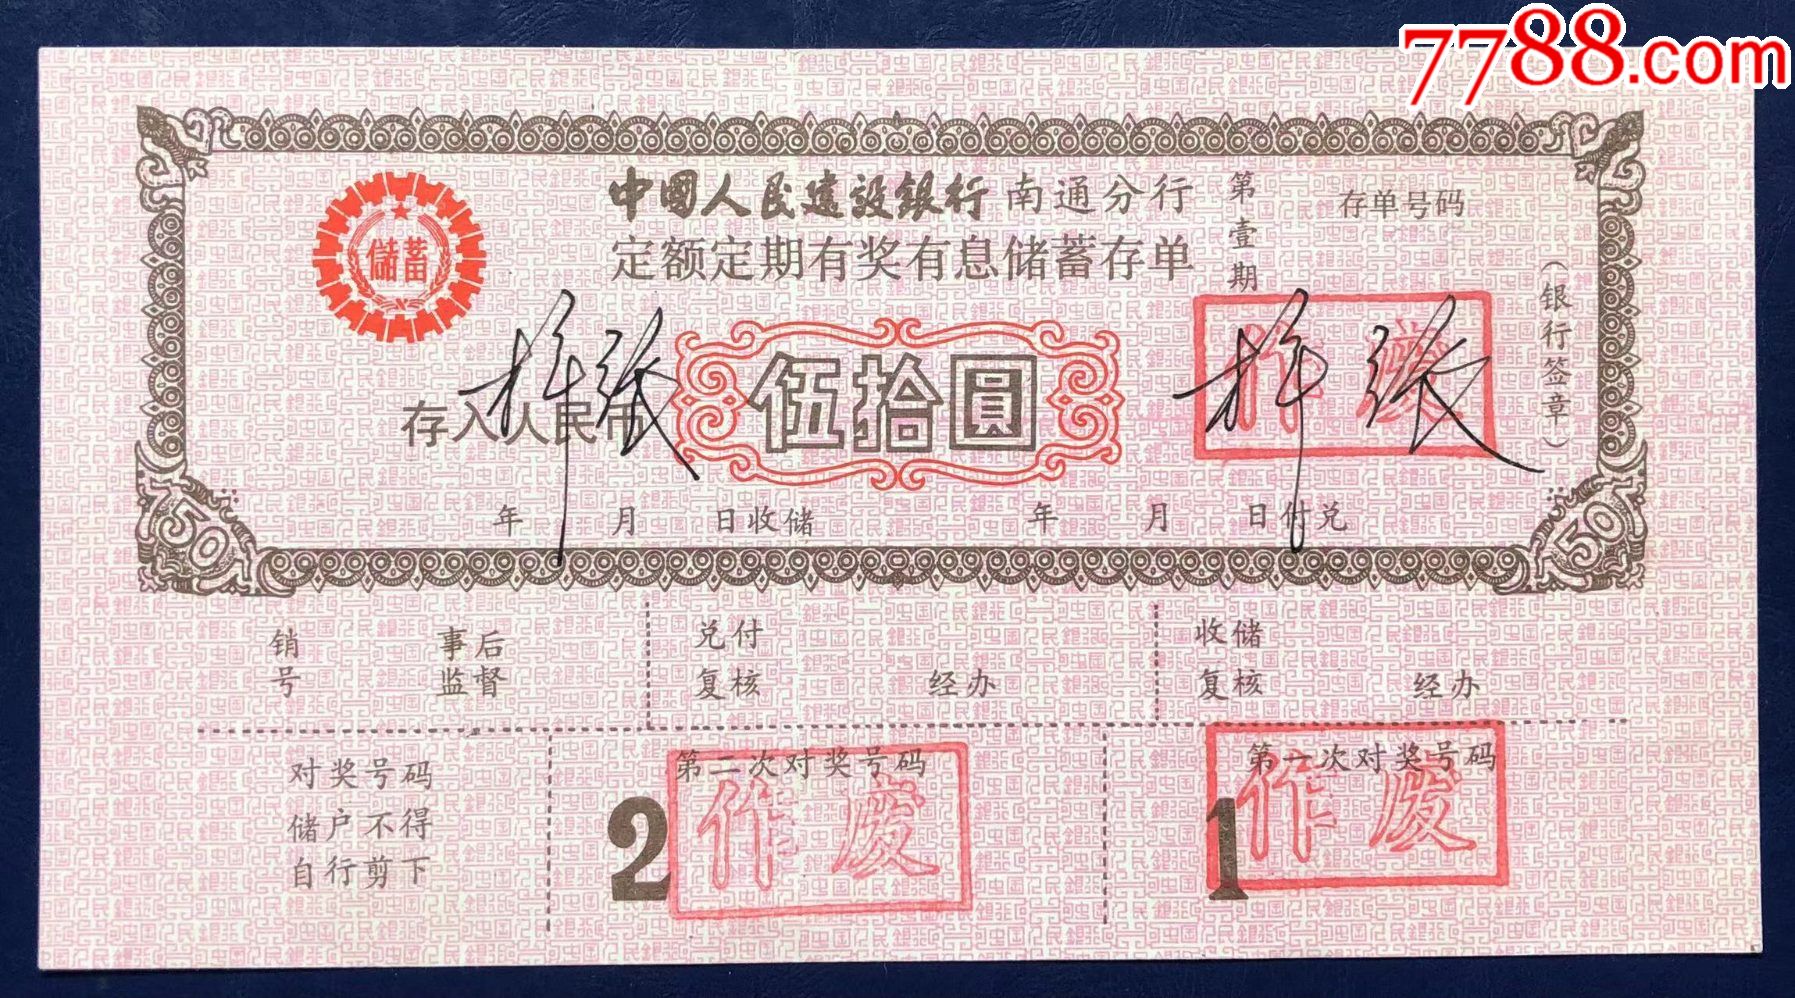 7788.com
中國人民建设銀行 南通分行
定额定期有奖有息储蓄存单
第壹期
存单号码
儲蓄
(银行签章)
作废
样张
样张
存入人民币
伍拾圓
年 月 日收储
年 月 日付兑
50
50
销号
事后监督
兑付
复核 经办
收储
复核 经办
对奖号码
储户不得
自行剪下
第二次对奖号码
2
作废
第一次对奖号码
1
作废